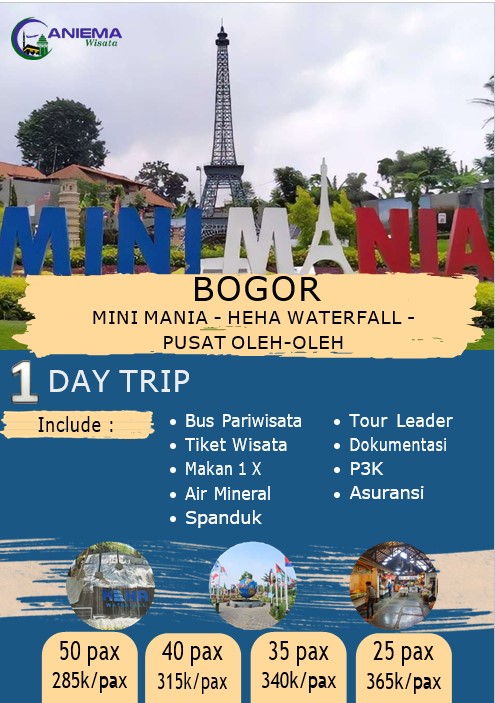 CANIEMA
Wisata
MINI MANIA
BOGOR
MINI MANIA - HEHA WATERFALL -
PUSAT OLEH-OLEH
1 DAY TRIP
Include :
• Bus Pariwisata
• Tiket Wisata
• Makan 1 X
• Air Mineral
• Spanduk
• Tour Leader
• Dokumentasi
• P3K
• Asuransi
HEHA
50 pax
285k/pax
40 pax
315k/pax
35 pax
340k/pax
25 pax
365k/pax